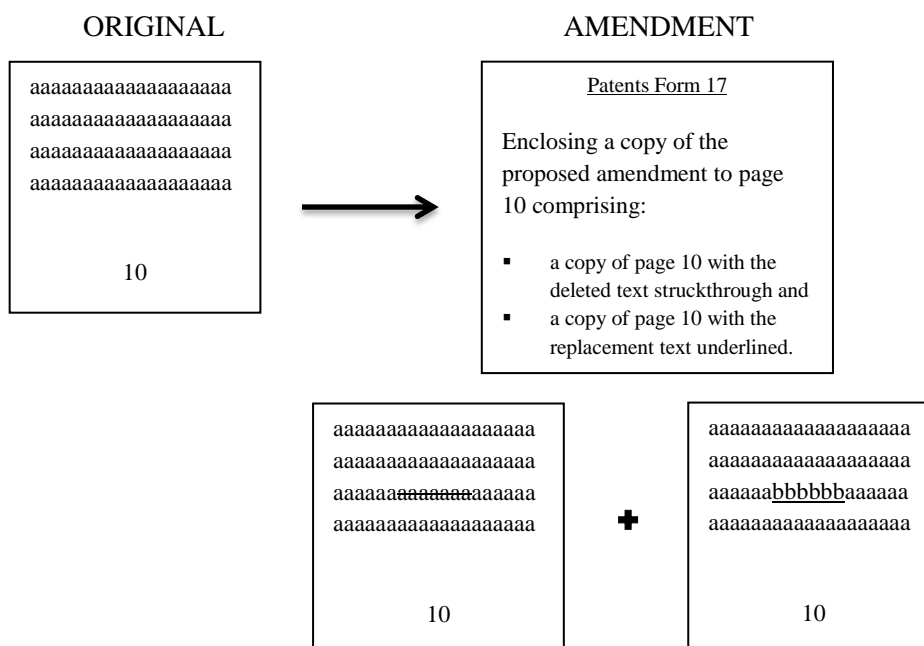 ORIGINAL
aaaaaaaaaaaaaaaaaaa
aaaaaaaaaaaaaaaaaaa
aaaaaaaaaaaaaaaaaaa
aaaaaaaaaaaaaaaaaaa
10
AMENDMENT
Patents Form 17
Enclosing a copy of the
proposed amendment to page
10 comprising:
▪ a copy of page 10 with the
deleted text struckthrough and
▪ a copy of page 10 with the
replacement text underlined.
aaaaaaaaaaaaaaaaaaa
aaaaaaaaaaaaaaaaaaa
aaaaaaaaaaaaaaaaaaa
aaaaaaaaaaaaaaaaaaa
10
aaaaaaaaaaaaaaaaaaa
aaaaaaaaaaaaaaaaaaa
aaaaaabbbbbbaaaaaa
aaaaaaaaaaaaaaaaaaa
10